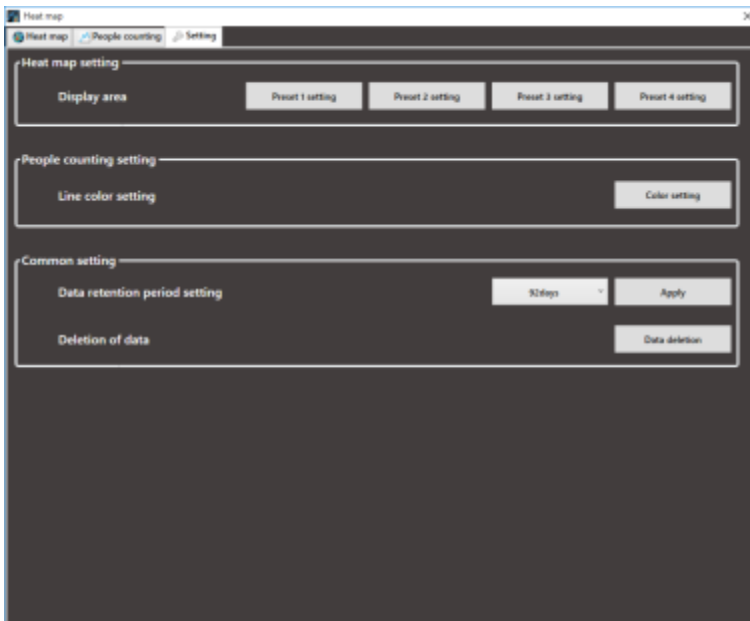 Heat map
Heat map People counting Setting
Heat map setting
Display area Preset 1 setting Preset 2 setting Preset 3 setting Preset 4 setting
People counting setting
Line color setting Color setting
Common setting
Data retention period setting 92days Apply
Deletion of data Data deletion